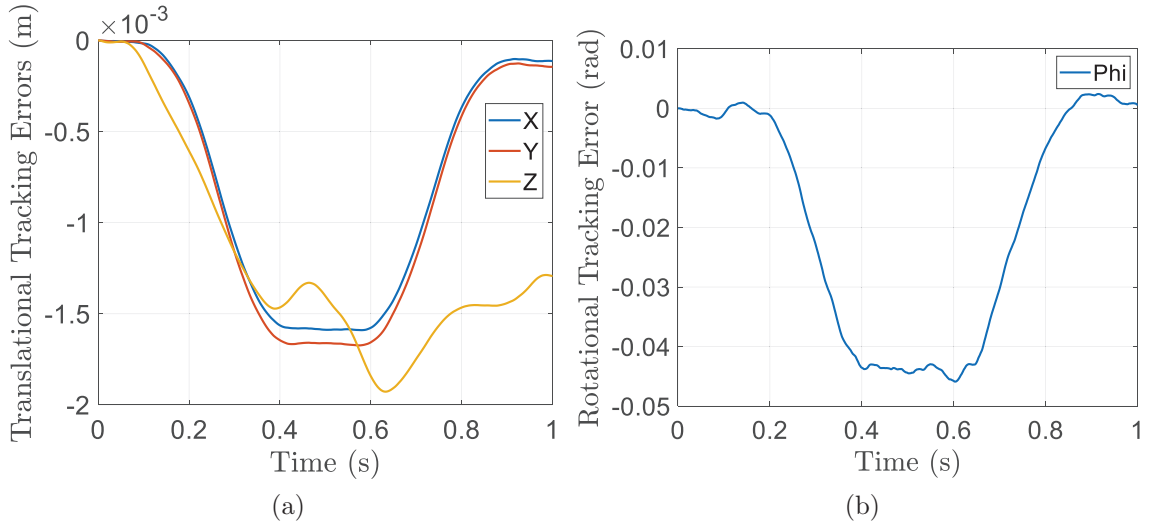 ×10⁻³
0
-0.5
-1
-1.5
-2
0 0.2 0.4 0.6 0.8 1
Time (s)
Translational Tracking Errors (m)
X
Y
Z
(a)
0.01
0
-0.01
-0.02
-0.03
-0.04
-0.05
0 0.2 0.4 0.6 0.8 1
Time (s)
Rotational Tracking Error (rad)
Phi
(b)